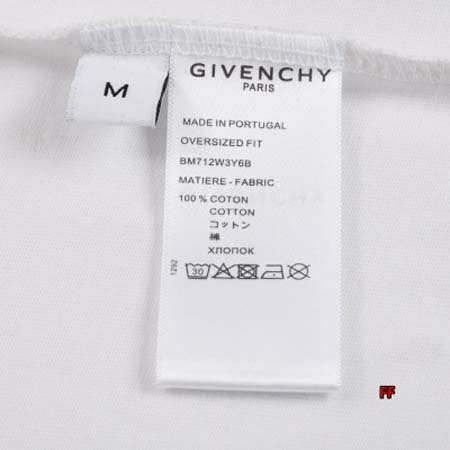 M
GIVENCHY
PARIS
MADE IN PORTUGAL
OVERSIZED FIT
BM712W3Y6B
MATIERE - FABRIC
100 % COTON
COTTON
コットン
棉
ХЛОПОК
1292
30
FF